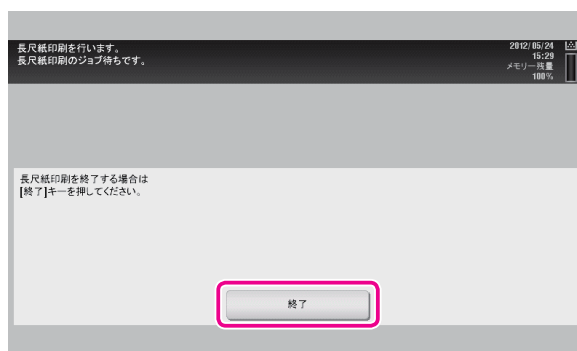 長尺紙印刷を行います。
長尺紙印刷のジョブ待ちです。
2012/05/24
15:29
メモリー残量
100%
長尺紙印刷を終了する場合は
[終了]キーを押してください。
終了